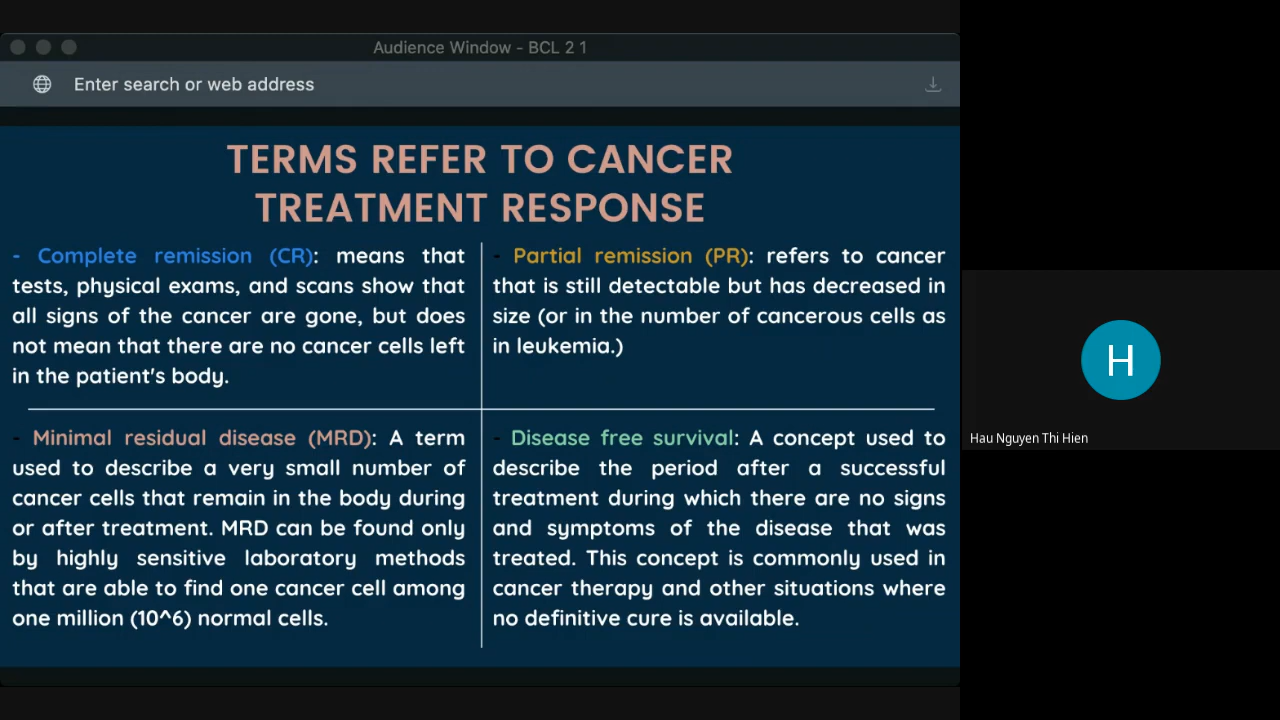 Audience Window - BCL 2 1
Enter search or web address
TERMS REFER TO CANCER
TREATMENT RESPONSE
- Complete remission (CR): means that
tests, physical exams, and scans show that
all signs of the cancer are gone, but does
not mean that there are no cancer cells left
in the patient's body.
- Partial remission (PR): refers to cancer
that is still detectable but has decreased in
size (or in the number of cancerous cells as
in leukemia.)
- Minimal residual disease (MRD): A term
used to describe a very small number of
cancer cells that remain in the body during
or after treatment. MRD can be found only
by highly sensitive laboratory methods
that are able to find one cancer cell among
one million (10^6) normal cells.
- Disease free survival: A concept used to
describe the period after a successful
treatment during which there are no signs
and symptoms of the disease that was
treated. This concept is commonly used in
cancer therapy and other situations where
no definitive cure is available.
H
Hau Nguyen Thi Hien